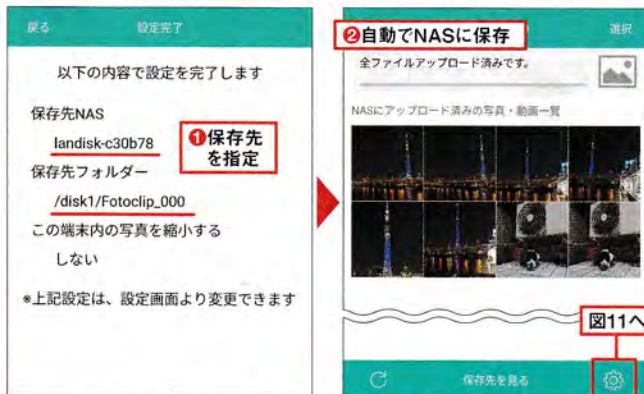 戻る
設定完了
以下の内容で設定を完了します
保存先NAS
landisk-c30b78
❶保存先
を指定
保存先フォルダー
/disk1/Fotoclip_000
この端末内の写真を縮小する
しない
※上記設定は、設定画面より変更できます
❷自動でNASに保存
選択
全ファイルアップロード済みです。
NASにアップロード済みの写真・動画一覧
図11へ
保存先を見る